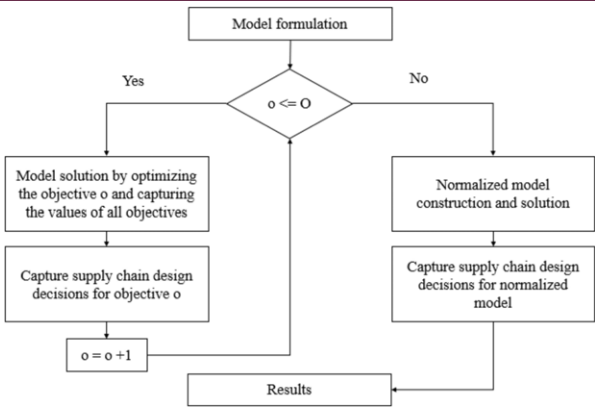 Model formulation
Yes
No
o <= O
Model solution by optimizing
the objective o and capturing
the values of all objectives
Normalized model
construction and solution
Capture supply chain design
decisions for objective o
Capture supply chain design
decisions for normalized
model
o = o +1
Results